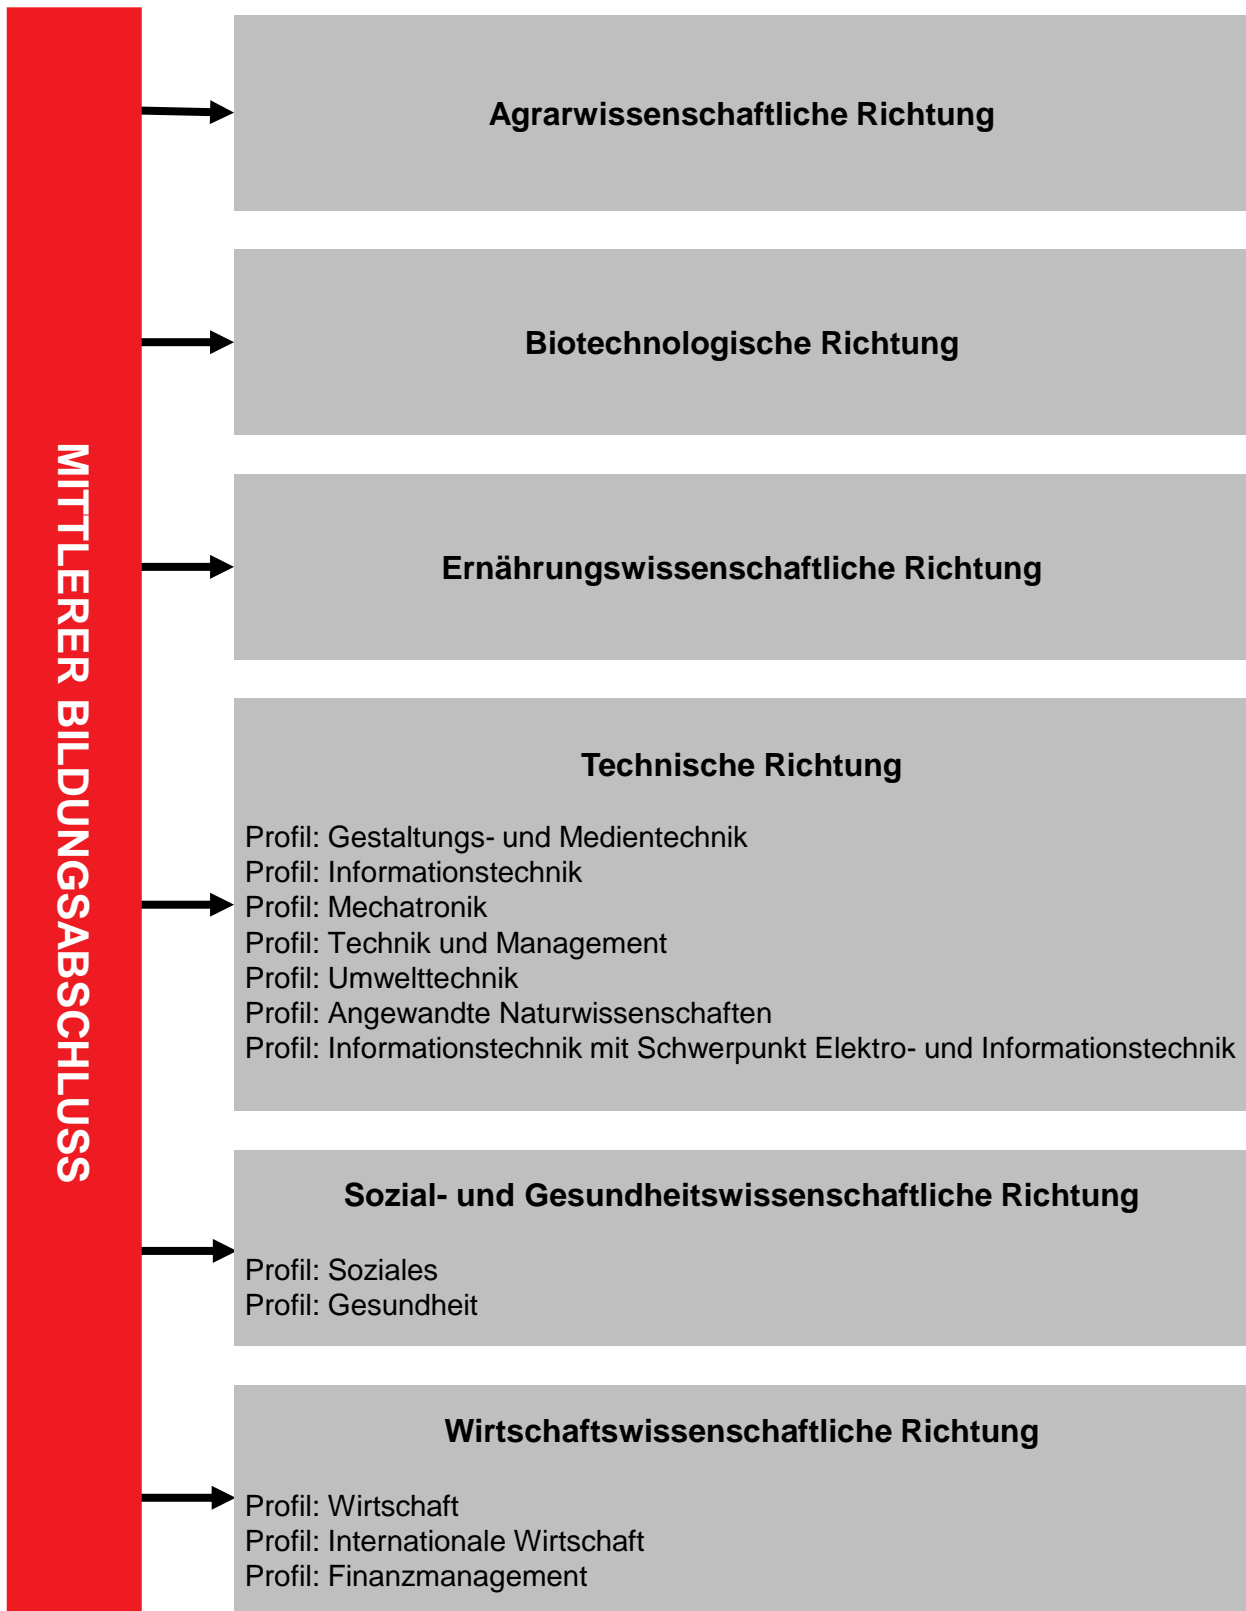 MITTLERER BILDUNGSABSCHLUSS
Agrarwissenschaftliche Richtung
Biotechnologische Richtung
Ernährungswissenschaftliche Richtung
Technische Richtung
Profil: Gestaltungs- und Medientechnik
Profil: Informationstechnik
Profil: Mechatronik
Profil: Technik und Management
Profil: Umwelttechnik
Profil: Angewandte Naturwissenschaften
Profil: Informationstechnik mit Schwerpunkt Elektro- und Informationstechnik
Sozial- und Gesundheitswissenschaftliche Richtung
Profil: Soziales
Profil: Gesundheit
Wirtschaftswissenschaftliche Richtung
Profil: Wirtschaft
Profil: Internationale Wirtschaft
Profil: Finanzmanagement